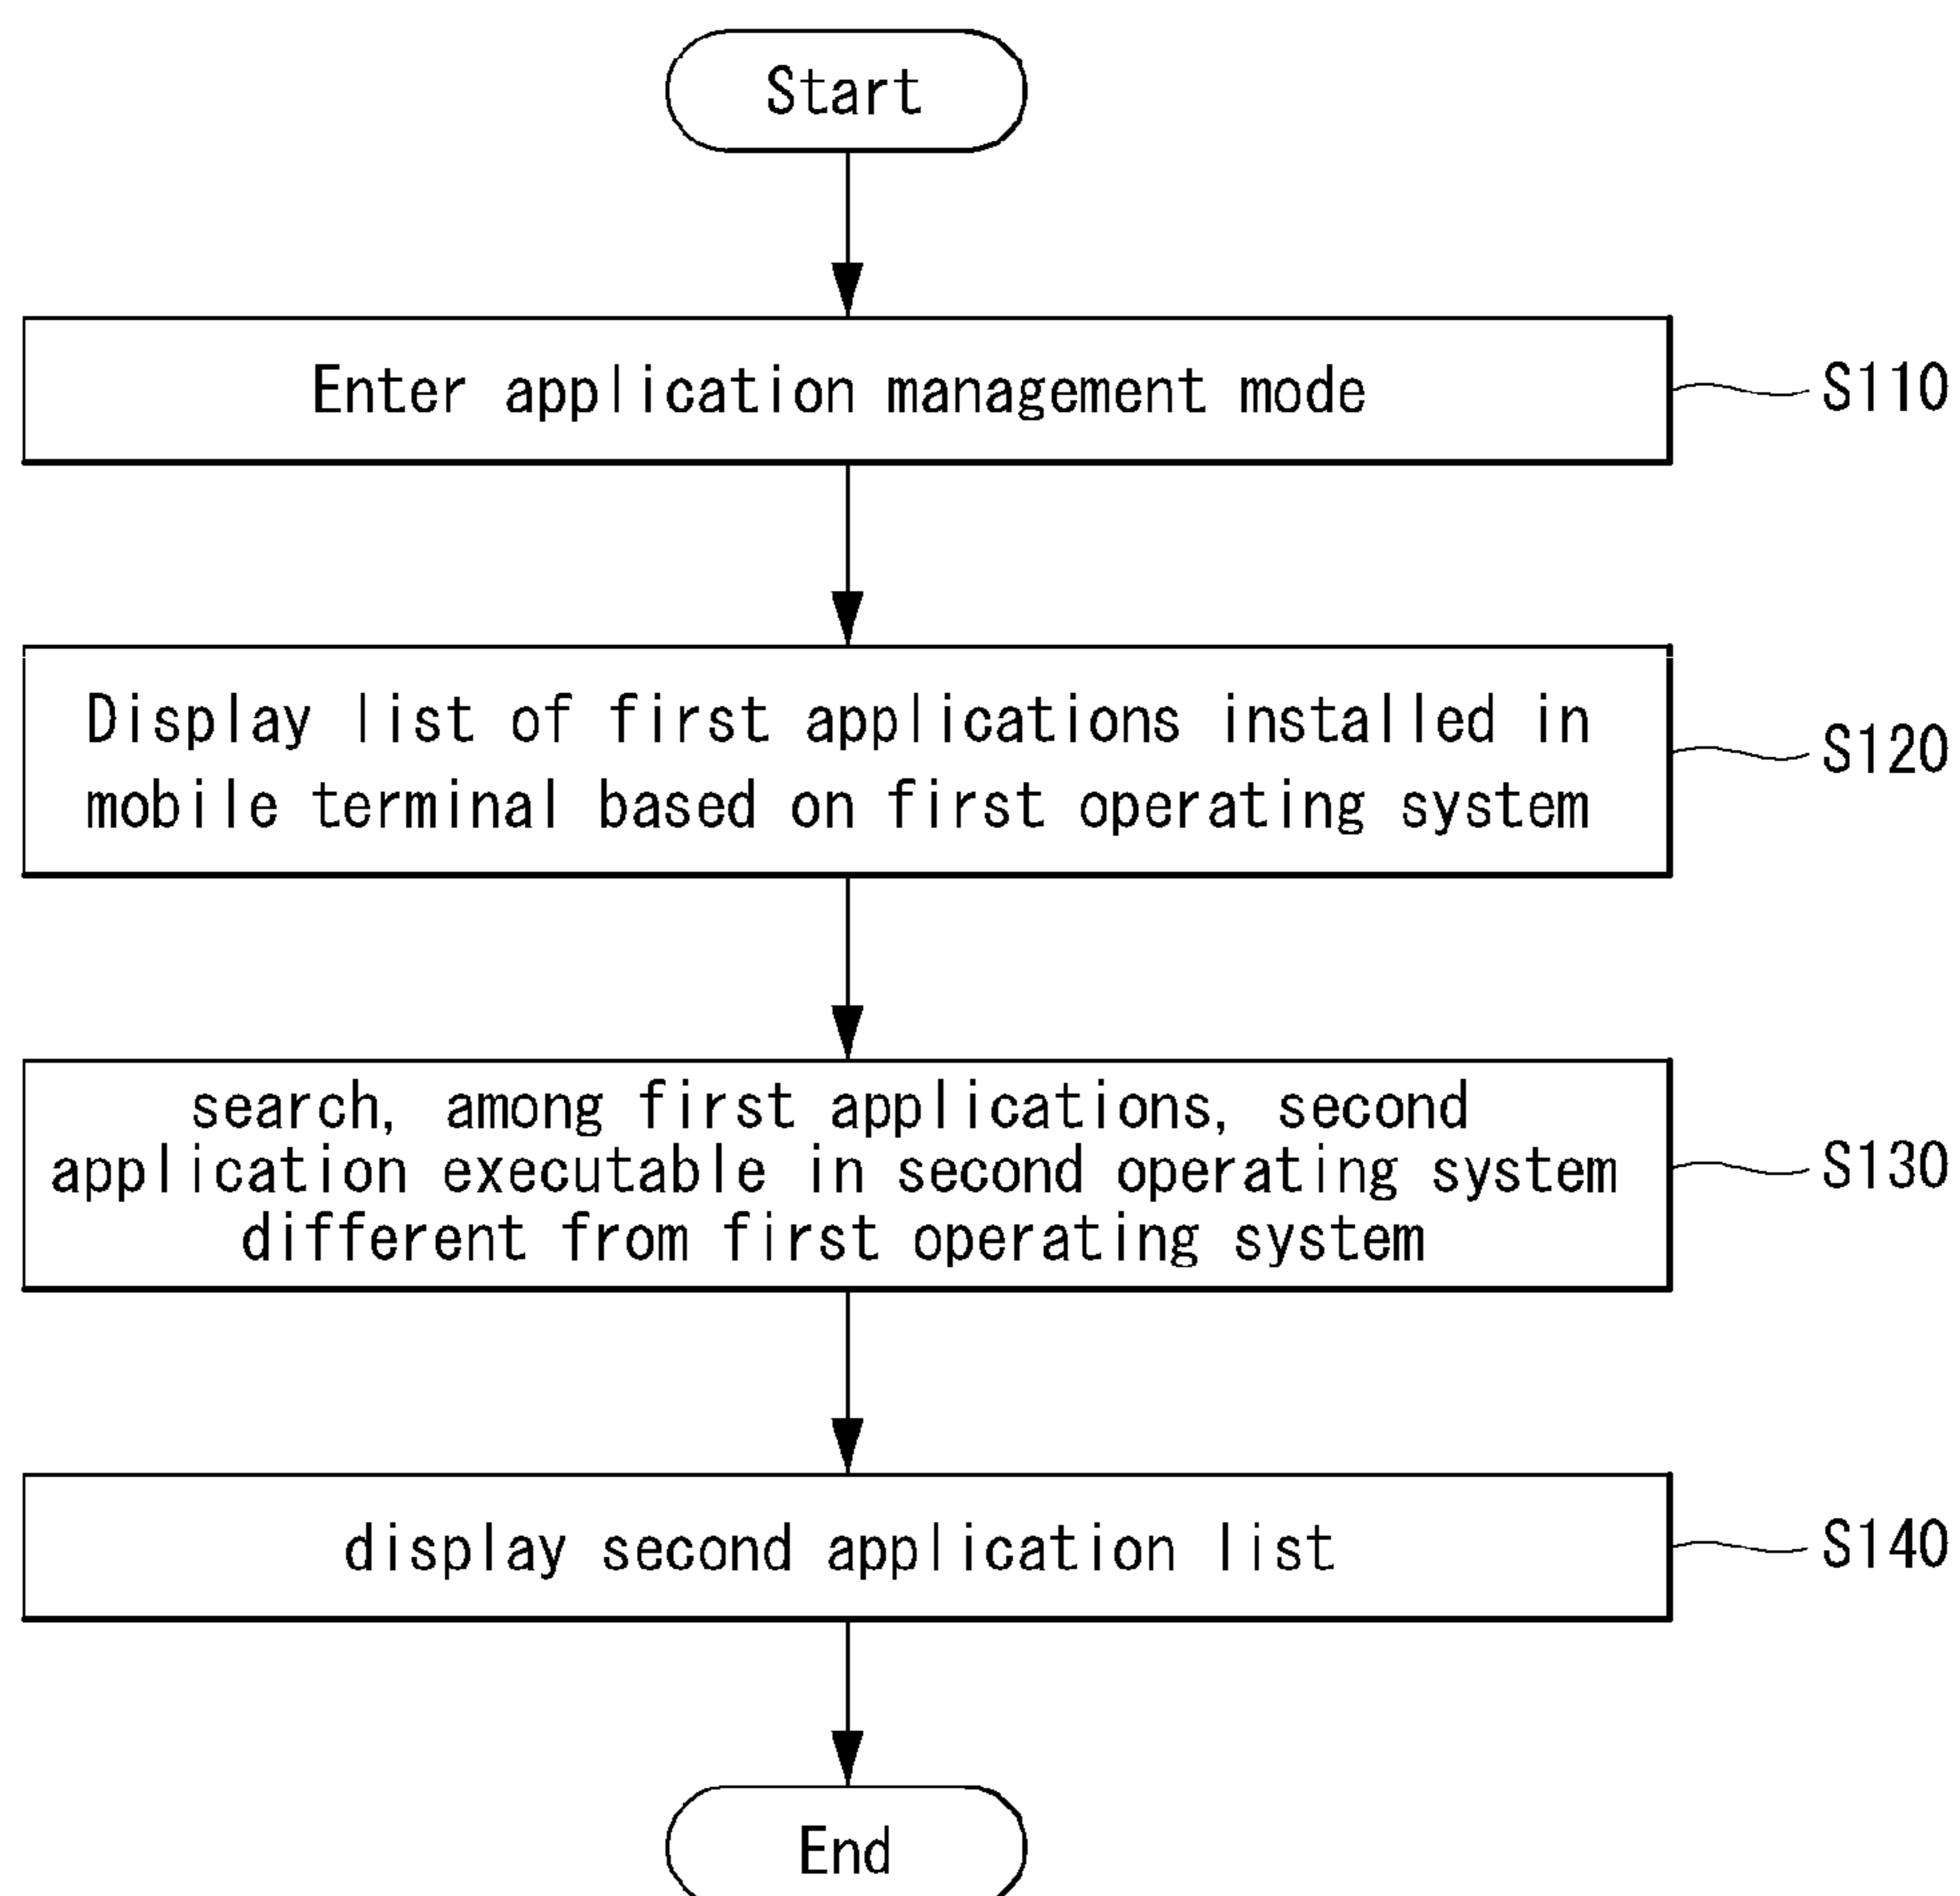 Start
Enter application management mode
S110
Display list of first applications installed in
mobile terminal based on first operating system
S120
search, among first applications, second
application executable in second operating system
different from first operating system
S130
display second application list
S140
End